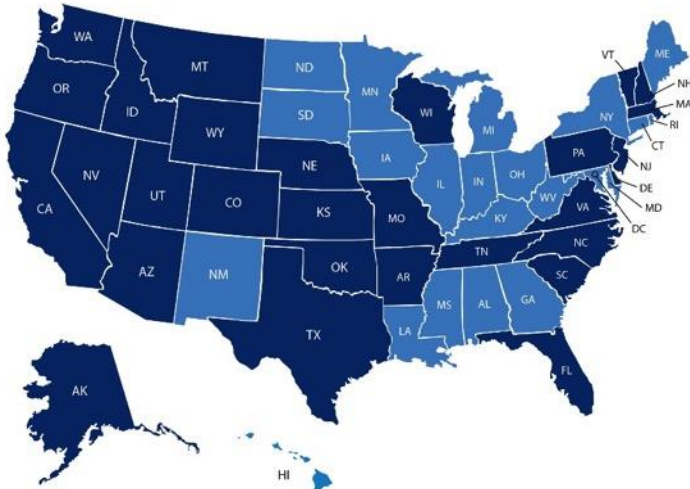 WA
MT
ND
MN
ME
VT
OR
ID
WY
SD
WI
MI
NY
NH
MA
RI
CT
NV
UT
CO
NE
IA
IL
IN
OH
PA
NJ
DE
MD
DC
CA
KS
MO
KY
WV
VA
AZ
NM
OK
AR
TN
NC
SC
TX
LA
MS
AL
GA
FL
AK
HI